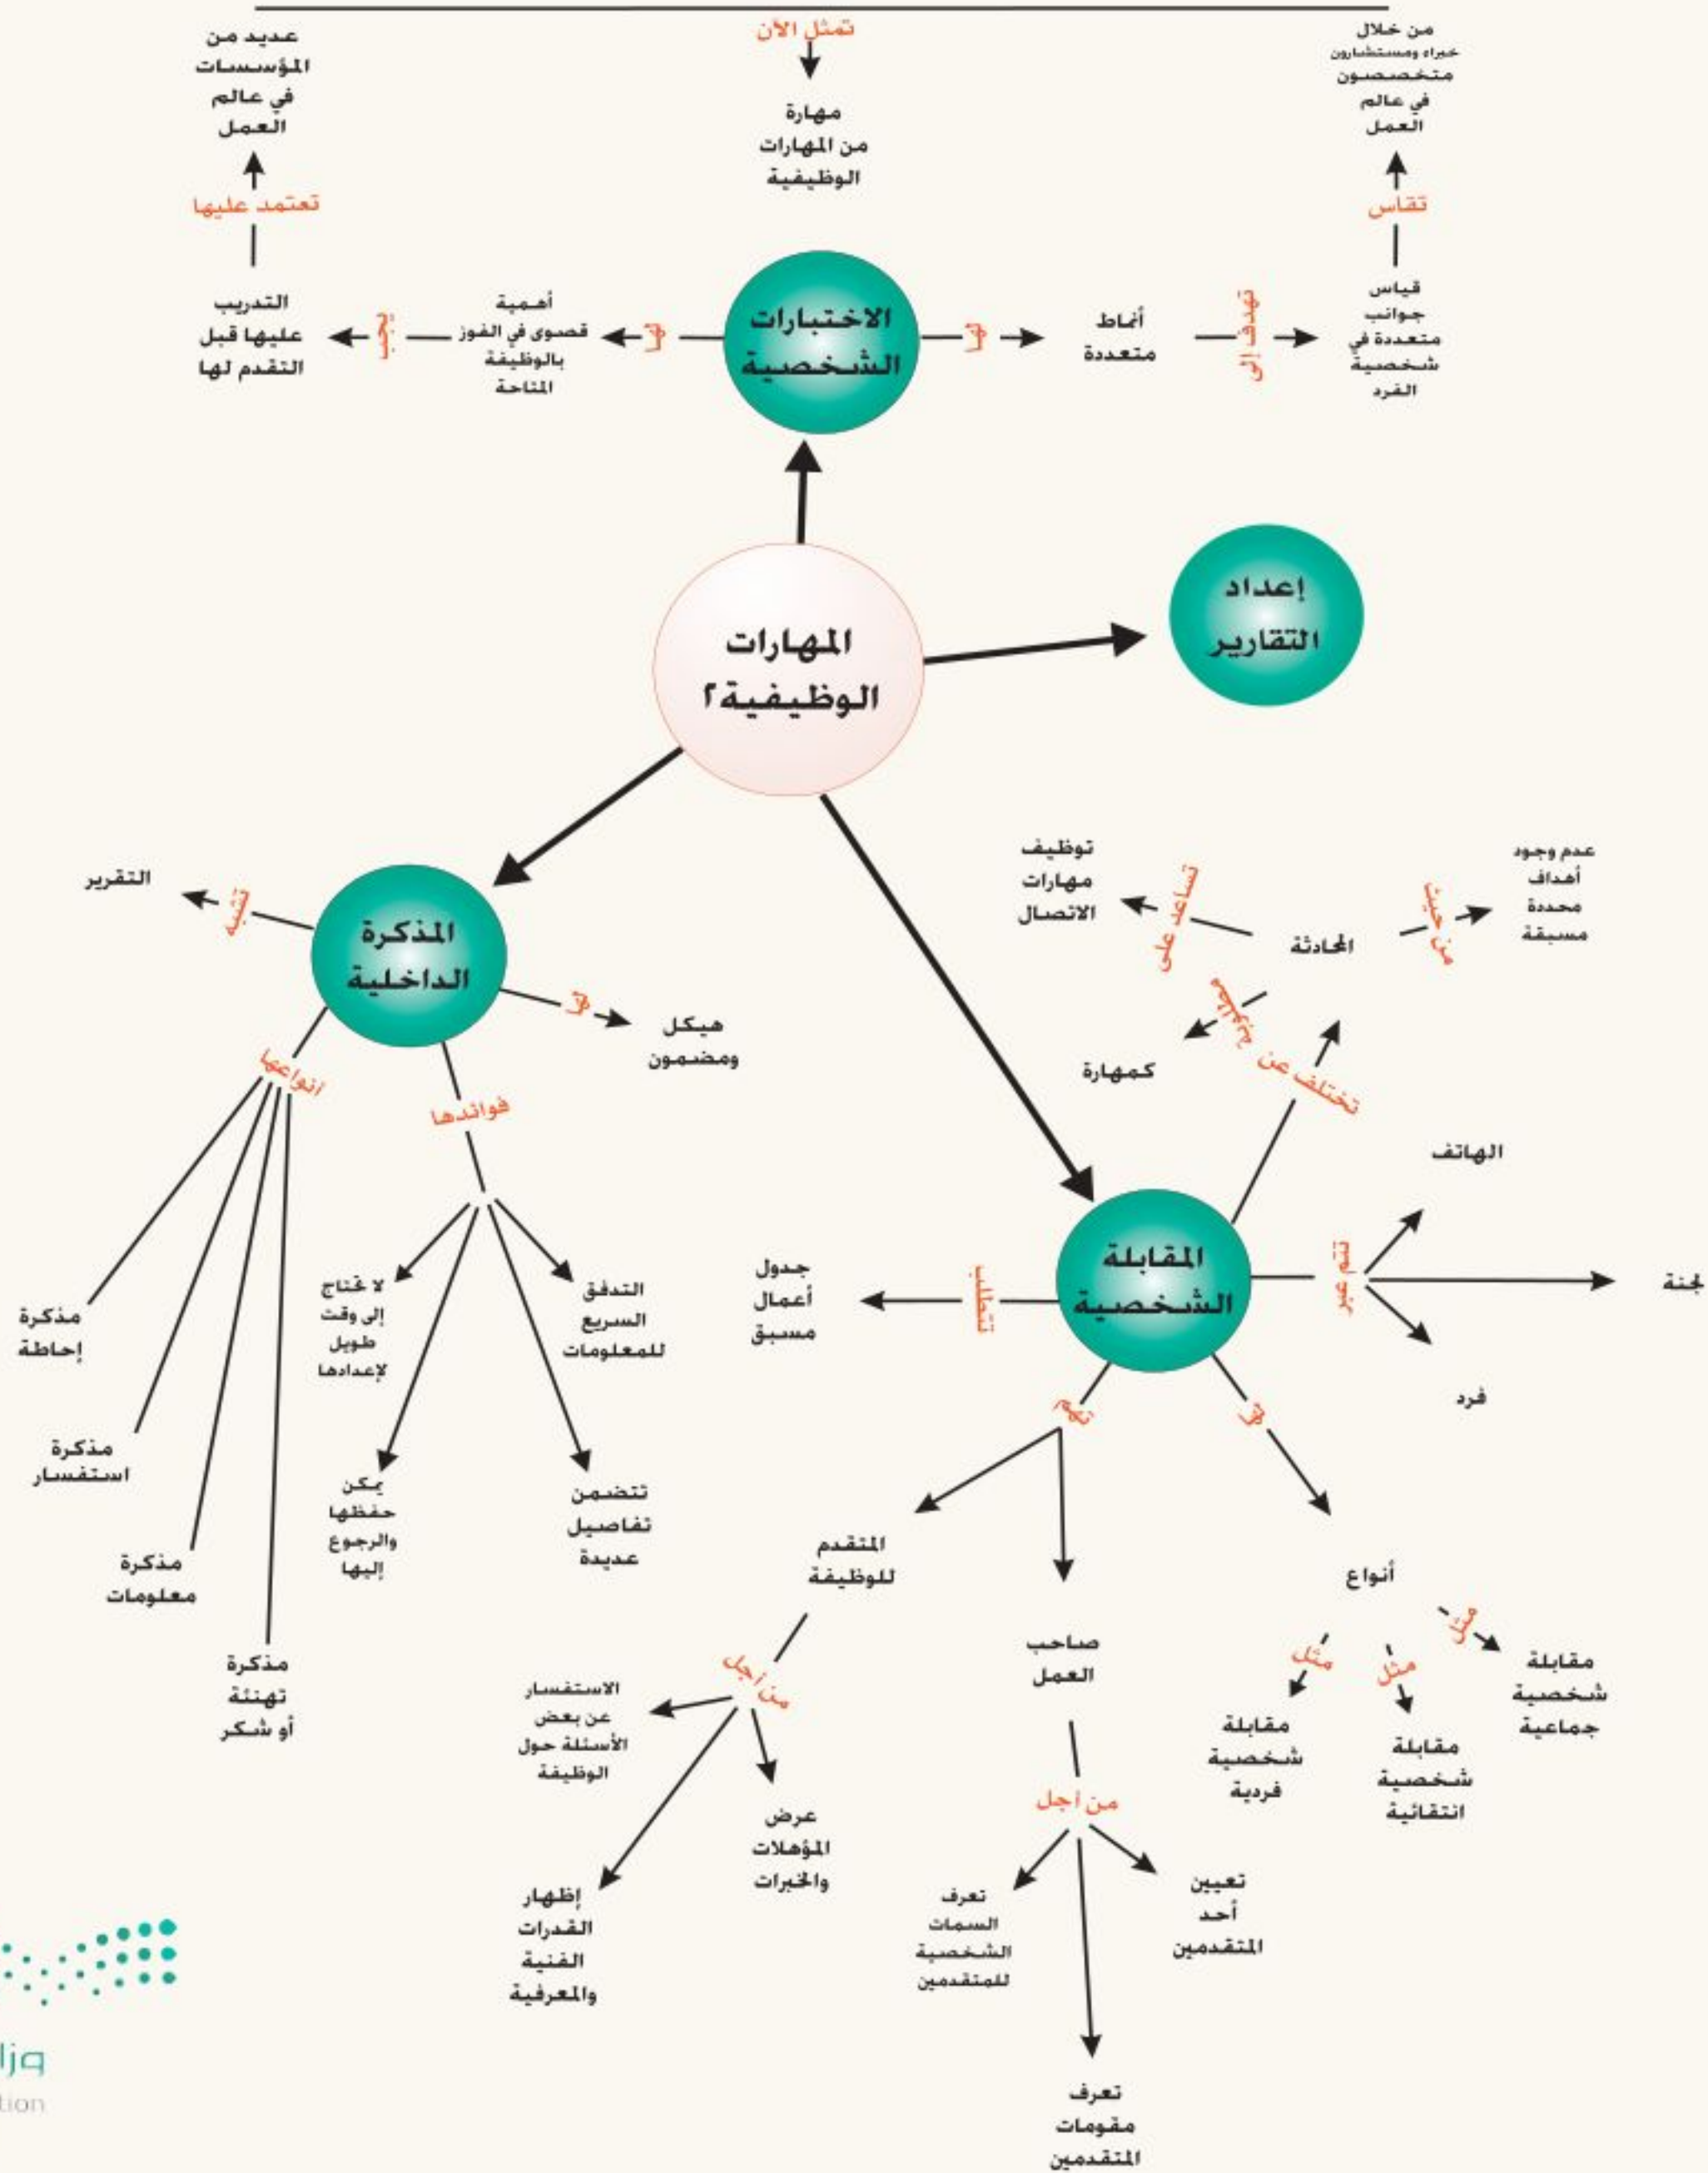 تمثل الآن
مهارة
من المهارات
الوظيفية
من خلال
خبراء ومستشارون
متخصصون
في عالم
العمل
تقاس
قياس
جوانب
متعددة في
شخصية
الفرد
تهدف إلى
أنماط
متعددة
لها
الاختبارات
الشخصية
لها
أهمية
قصوى في الفوز
بالوظيفة
المتاحة
يجب
التدريب
عليها قبل
التقدم لها
تعتمد عليها
عديد من
المؤسسات
في عالم
العمل
إعداد
التقارير
المهارات
الوظيفية٢
عدم وجود
أهداف
محددة
مسبقة
من حيث
المحادثة
تساعد على
توظيف
مهارات
الاتصال
مطلوبة
كمهارة
تختلف عن
المذكرة
الداخلية
تشبه
التقرير
لها
هيكل
ومضمون
فوائدها
التدفق
السريع
للمعلومات
تتضمن
تفاصيل
عديدة
يمكن
حفظها
والرجوع
إليها
لا تحتاج
إلى وقت
طويل
لإعدادها
أنواعها
مذكرة
إحاطة
مذكرة
استفسار
مذكرة
معلومات
مذكرة
تهنئة
أو شكر
المقابلة
الشخصية
تتم عبر
الهاتف
لجنة
فرد
تتطلب
جدول
أعمال
مسبق
لها
أنواع
مثل
مقابلة
شخصية
جماعية
مثل
مقابلة
شخصية
انتقائية
مثل
مقابلة
شخصية
فردية
تهم
صاحب
العمل
من أجل
تعيين
أحد
المتقدمين
تعرف
مقومات
المتقدمين
تعرف
السمات
الشخصية
للمتقدمين
المتقدم
للوظيفة
من أجل
الاستفسار
عن بعض
الأسئلة حول
الوظيفة
عرض
المؤهلات
والخبرات
إظهار
القدرات
الفنية
والمعرفية
وزا
tion